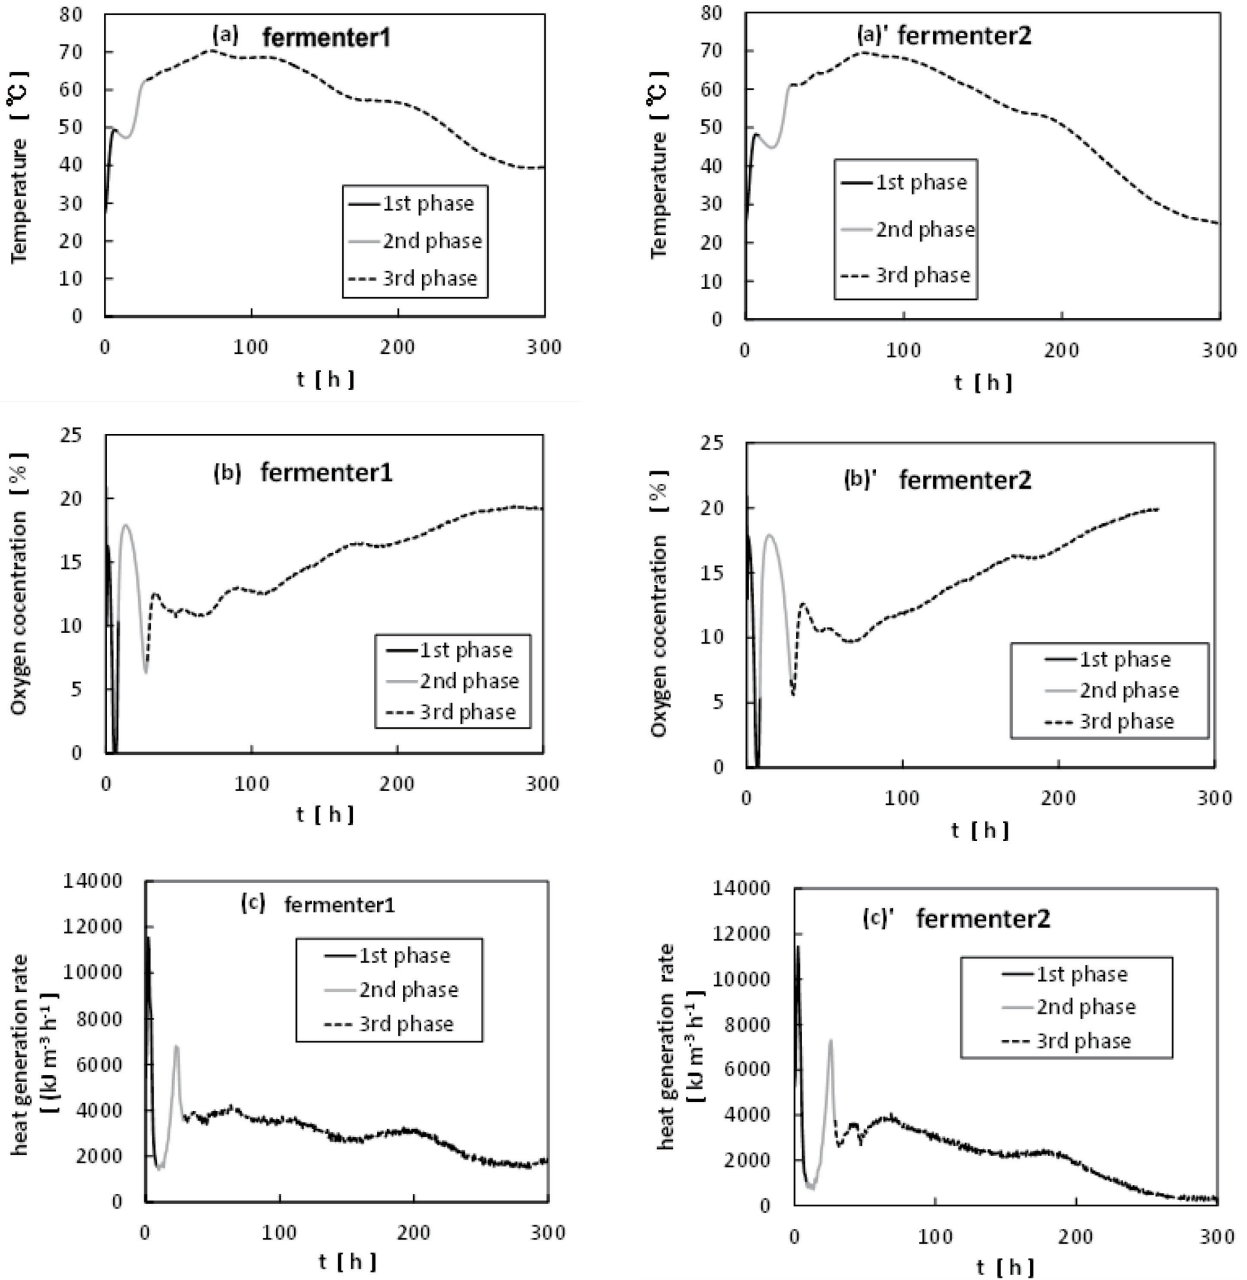 (a) fermenter1
80
70
60
50
40
30
20
10
0
Temperature [ ℃]
1st phase
2nd phase
3rd phase
0 100 200 300
t [ h ]
(a)' fermenter2
80
70
60
50
40
30
20
10
0
Temperature [ ℃]
1st phase
2nd phase
3rd phase
0 100 200 300
t [ h ]
(b) fermenter1
25
20
15
10
5
0
Oxygen cocentration [ % ]
1st phase
2nd phase
3rd phase
0 100 200 300
t [ h ]
(b)' fermenter2
25
20
15
10
5
0
Oxygen cocentration [ % ]
1st phase
2nd phase
3rd phase
0 100 200 300
t [ h ]
(c) fermenter1
14000
12000
10000
8000
6000
4000
2000
0
heat generation rate
[ (kJ m⁻³ h⁻¹ ]
1st phase
2nd phase
3rd phase
0 100 200 300
t [ h ]
(c)' fermenter2
14000
12000
10000
8000
6000
4000
2000
0
heat generation rate
[ kJ m⁻³ h⁻¹ ]
1st phase
2nd phase
3rd phase
0 100 200 300
t [ h ]